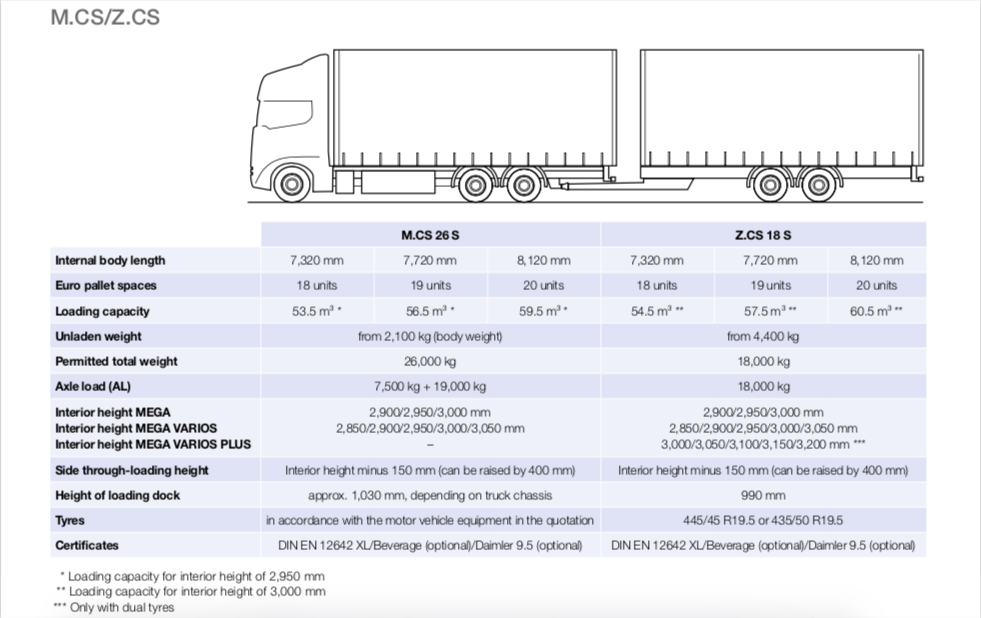 M.CS/Z.CS
M.CS 26 S Z.CS 18 S
Internal body length 7,320 mm 7,720 mm 8,120 mm 7,320 mm 7,720 mm 8,120 mm
Euro pallet spaces 18 units 19 units 20 units 18 units 19 units 20 units
Loading capacity 53.5 m³ * 56.5 m³ * 59.5 m³ * 54.5 m³ ** 57.5 m³ ** 60.5 m³ **
Unladen weight from 2,100 kg (body weight) from 4,400 kg
Permitted total weight 26,000 kg 18,000 kg
Axle load (AL) 7,500 kg + 19,000 kg 18,000 kg
Interior height MEGA 2,900/2,950/3,000 mm 2,900/2,950/3,000 mm
Interior height MEGA VARIOS 2,850/2,900/2,950/3,000/3,050 mm 2,850/2,900/2,950/3,000/3,050 mm
Interior height MEGA VARIOS PLUS – 3,000/3,050/3,100/3,150/3,200 mm ***
Side through-loading height Interior height minus 150 mm (can be raised by 400 mm) Interior height minus 150 mm (can be raised by 400 mm)
Height of loading dock approx. 1,030 mm, depending on truck chassis 990 mm
Tyres in accordance with the motor vehicle equipment in the quotation 445/45 R19.5 or 435/50 R19.5
Certificates DIN EN 12642 XL/Beverage (optional)/Daimler 9.5 (optional) DIN EN 12642 XL/Beverage (optional)/Daimler 9.5 (optional)
* Loading capacity for interior height of 2,950 mm
** Loading capacity for interior height of 3,000 mm
*** Only with dual tyres